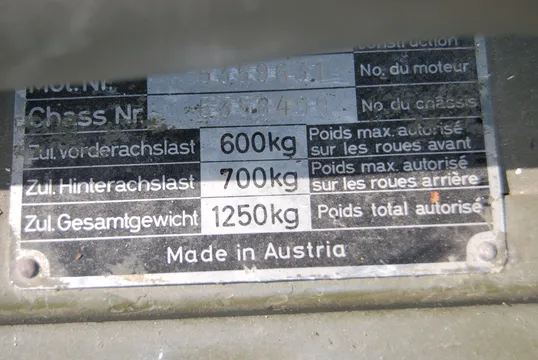 construction
Mot. Nr. No. du moteur
Chass Nr. No. du châssis
Zul. vorderachslast 600kg Poids max. autorisé sur les roues avant
Zul. Hinterachslast 700kg Poids max. autorisé sur les roues arrière
Zul. Gesamtgewicht 1250kg Poids total autorisé
Made in Austria